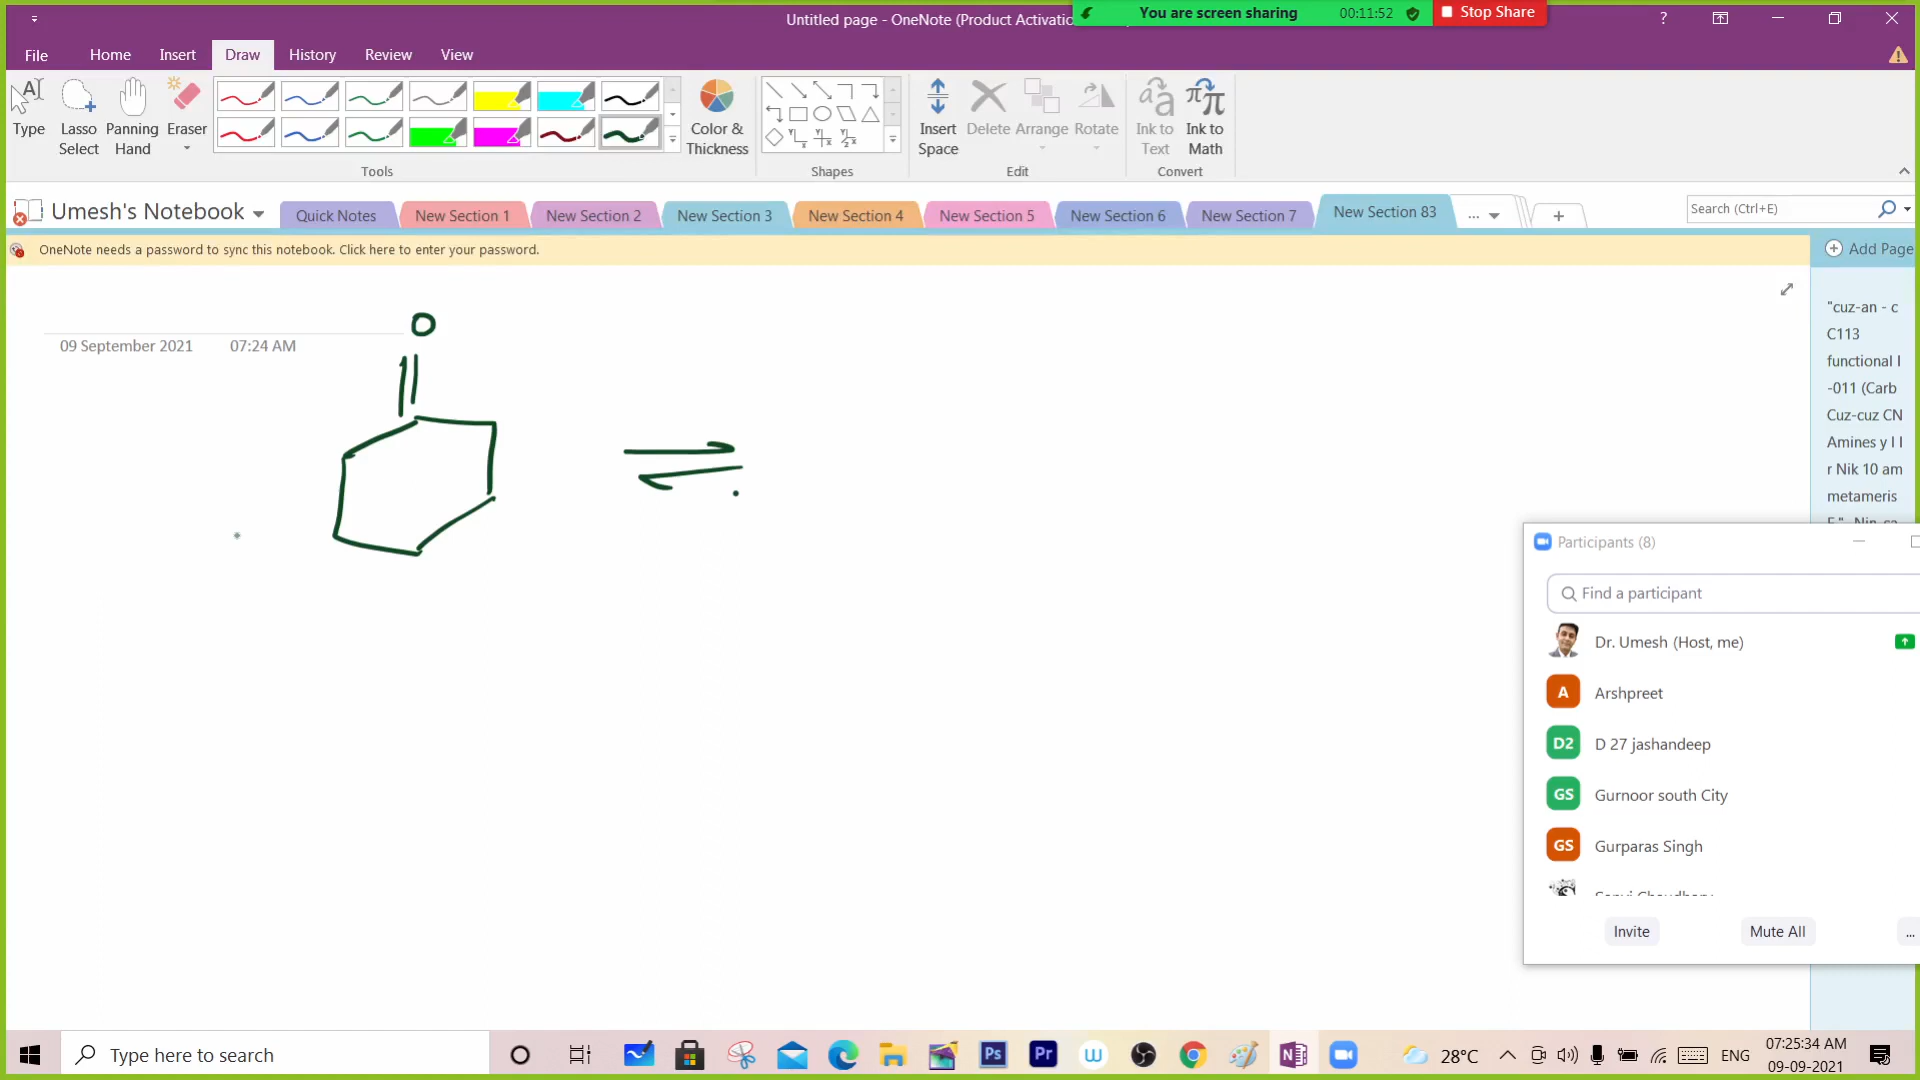 Untitled page - OneNote (Product Activatio
You are screen sharing
00:11:52
Stop Share
?
File
Home
Insert
Draw
History
Review
View
Type
Lasso
Select
Panning
Hand
Eraser
Color &
Thickness
Insert
Space
Delete
Arrange
Rotate
Ink to
Text
Ink to
Math
Tools
Shapes
Edit
Convert
Umesh's Notebook
Quick Notes
New Section 1
New Section 2
New Section 3
New Section 4
New Section 5
New Section 6
New Section 7
New Section 83
...
Search (Ctrl+E)
OneNote needs a password to sync this notebook. Click here to enter your password.
Add Page
09 September 2021
07:24 AM
O
"cuz-an - c
C113
functional I
-011 (Carb
Cuz-cuz CN
Amines y I I
r Nik 10 am
metameris
Participants (8)
Find a participant
Dr. Umesh (Host, me)
A
Arshpreet
D2
D 27 jashandeep
GS
Gurnoor south City
GS
Gurparas Singh
Invite
Mute All
...
Type here to search
Ps
Pr
28°C
ENG
07:25:34 AM
09-09-2021